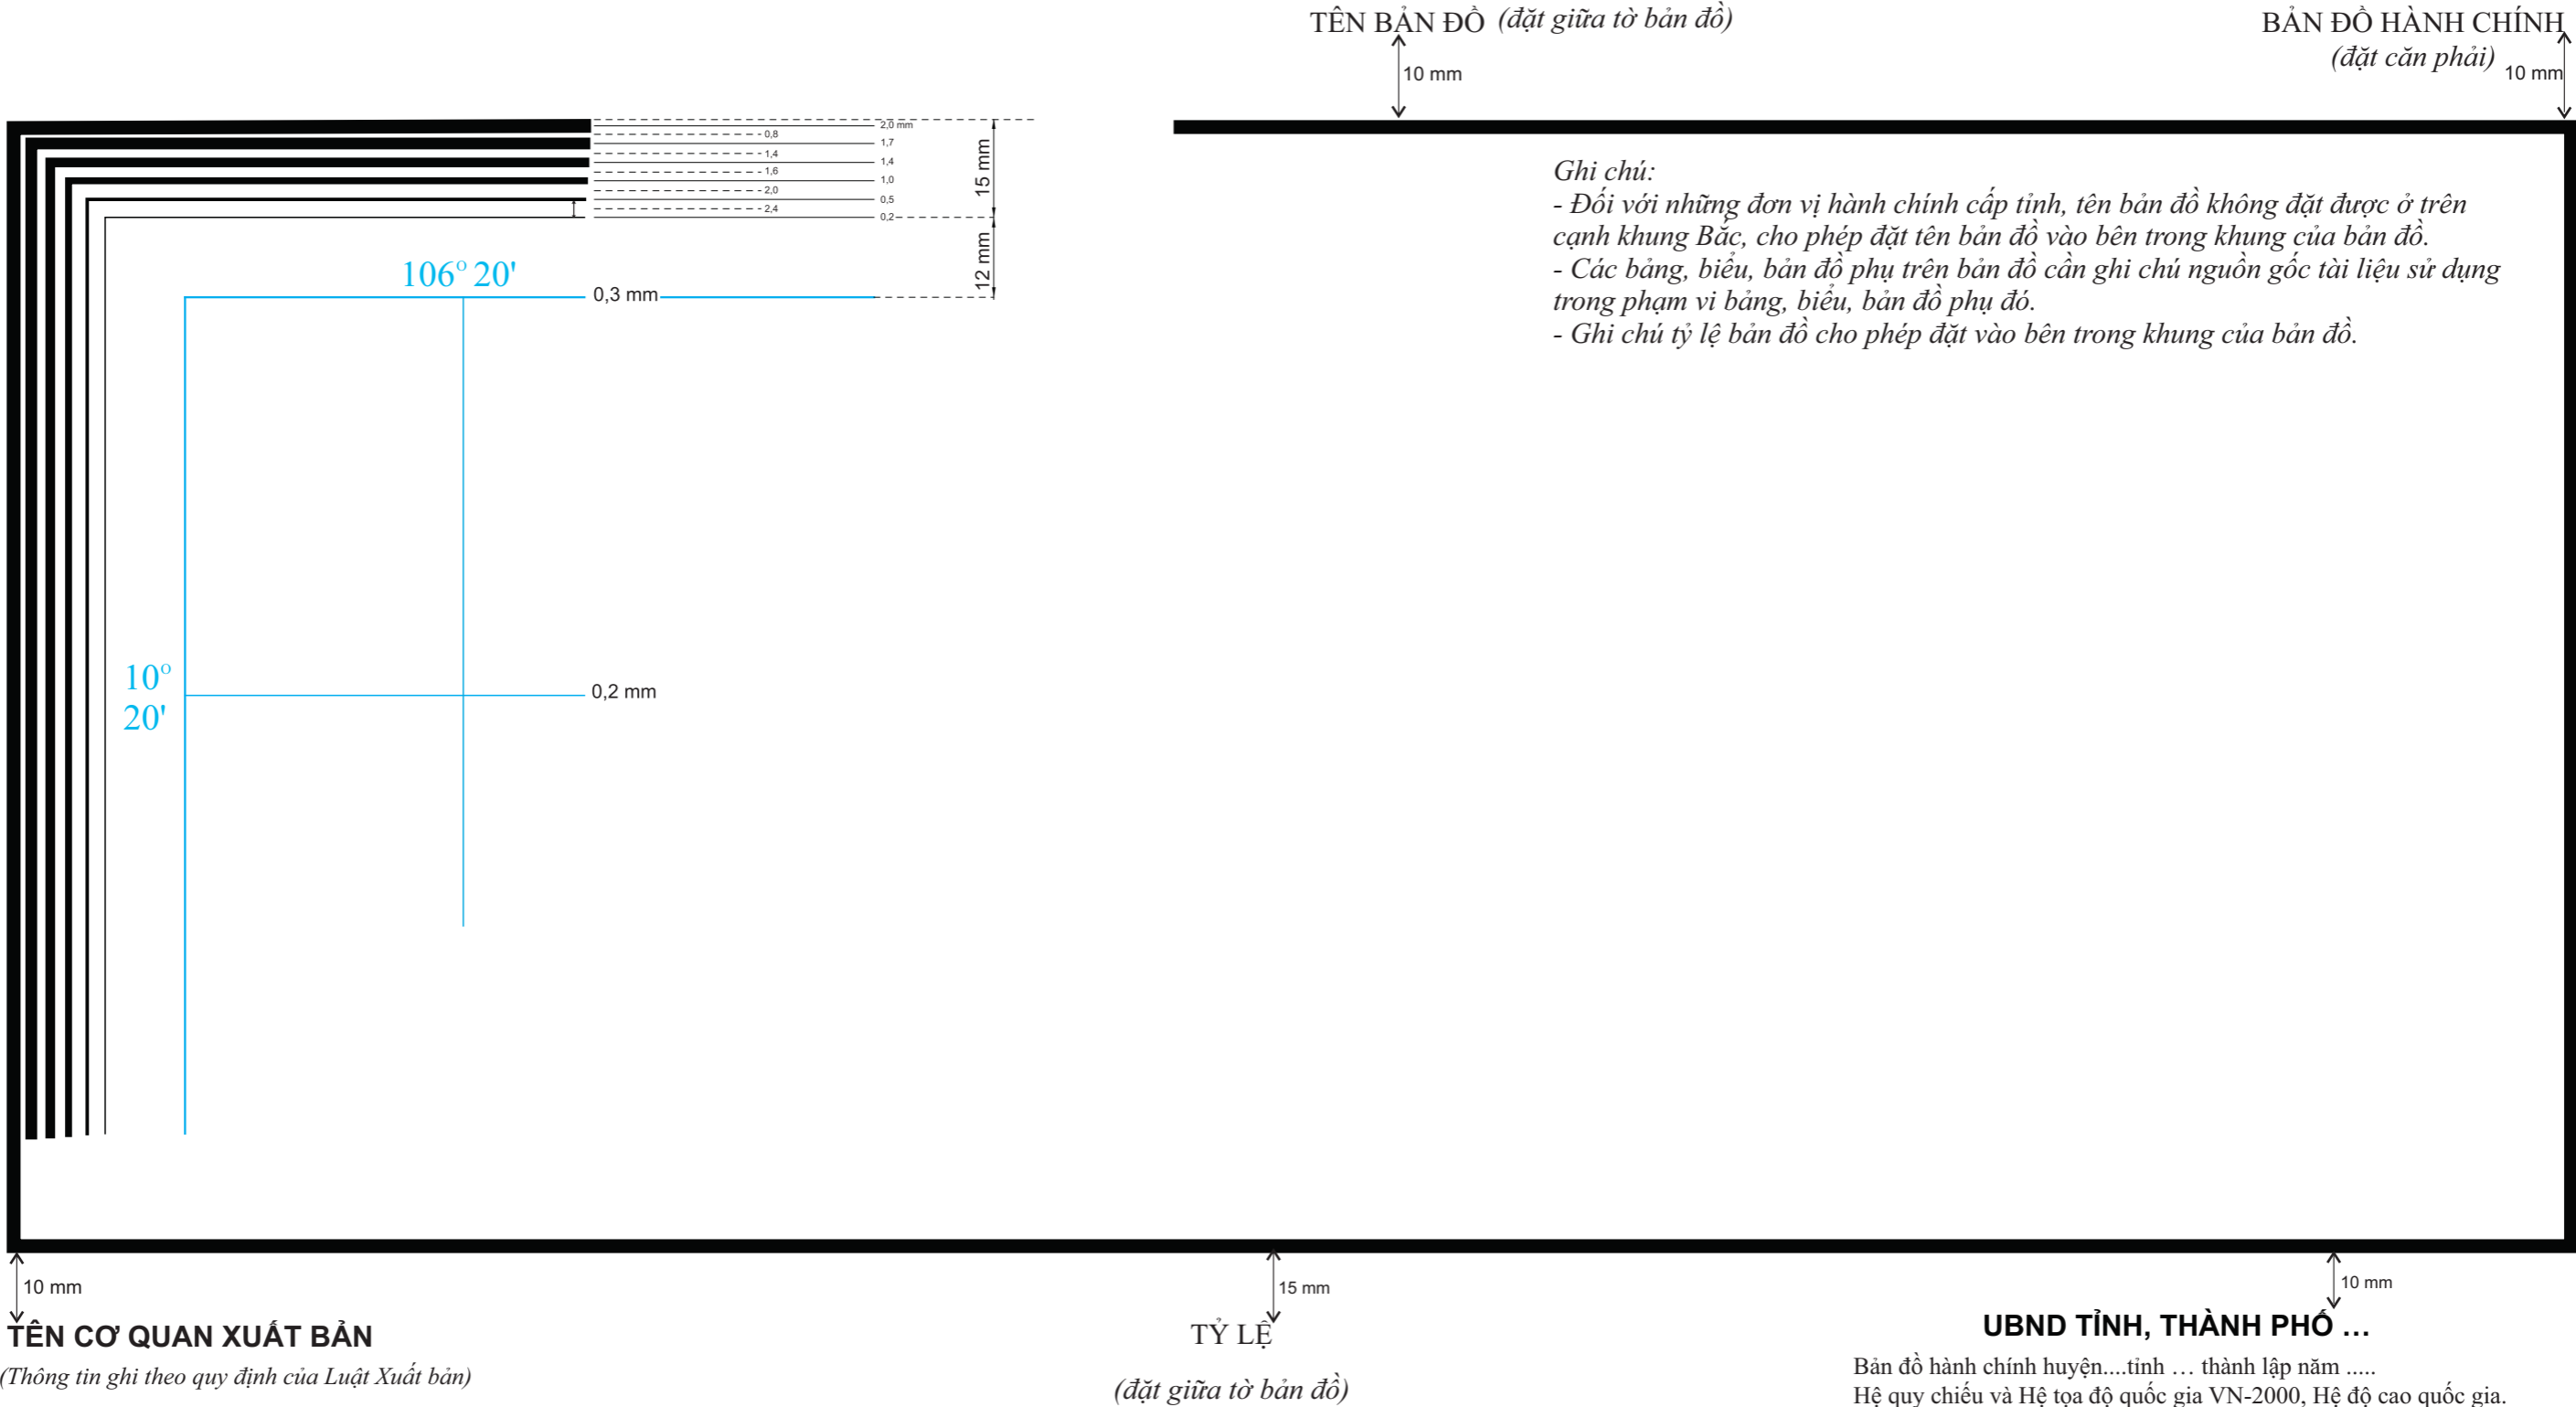 TÊN BẢN ĐỒ (đặt giữa tờ bản đồ)
BẢN ĐỒ HÀNH CHÍNH
(đặt căn phải)
10 mm
10 mm
2,0 mm
0,8
1,7
1,4
1,4
1,6
1,0
2,0
0,5
2,4
0,2
15 mm
12 mm
Ghi chú:
- Đối với những đơn vị hành chính cấp tỉnh, tên bản đồ không đặt được ở trên
cạnh khung Bắc, cho phép đặt tên bản đồ vào bên trong khung của bản đồ.
- Các bảng, biểu, bản đồ phụ trên bản đồ cần ghi chú nguồn gốc tài liệu sử dụng
trong phạm vi bảng, biểu, bản đồ phụ đó.
- Ghi chú tỷ lệ bản đồ cho phép đặt vào bên trong khung của bản đồ.
106° 20'
0,3 mm
10°
20'
0,2 mm
10 mm
15 mm
10 mm
TÊN CƠ QUAN XUẤT BẢN
(Thông tin ghi theo quy định của Luật Xuất bản)
TỶ LỆ
(đặt giữa tờ bản đồ)
UBND TỈNH, THÀNH PHỐ ...
Bản đồ hành chính huyện....tỉnh … thành lập năm .....
Hệ quy chiếu và Hệ tọa độ quốc gia VN-2000, Hệ độ cao quốc gia.